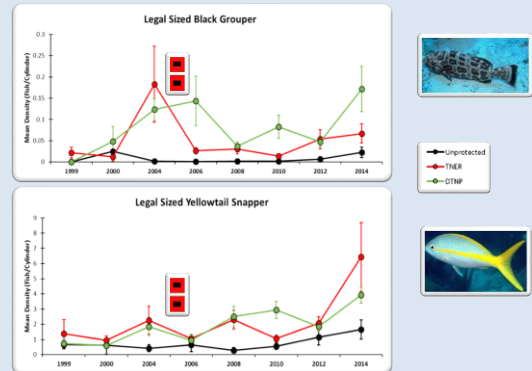 Legal Sized Black Grouper
Mean Density (Fish/Cylinder)
0.3
0.25
0.2
0.15
0.1
0.05
0
1999 2000 2004 2006 2008 2010 2012 2014
Unprotected
TNER
DTNP
Legal Sized Yellowtail Snapper
Mean Density (Fish/Cylinder)
9
8
7
6
5
4
3
2
1
0
1999 2000 2004 2006 2008 2010 2012 2014